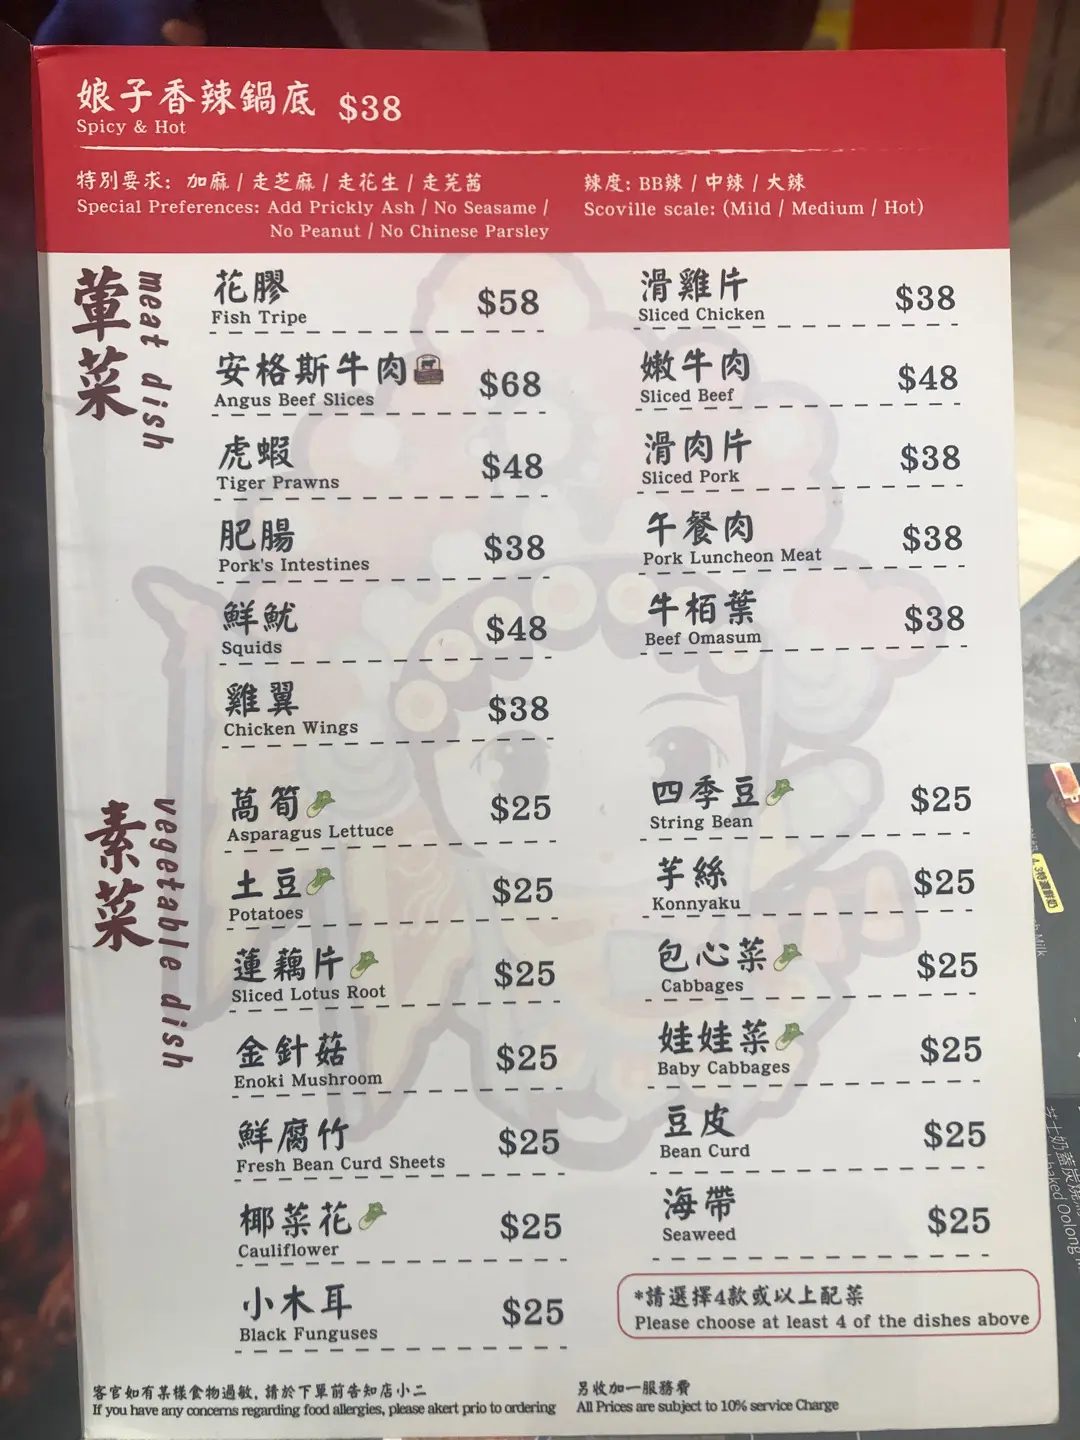 娘子香辣鍋底 $38
Spicy & Hot
特別要求: 加麻 / 走芝麻 / 走花生 / 走芫茜
Special Preferences: Add Prickly Ash / No Seasame /
No Peanut / No Chinese Parsley
辣度: BB辣 / 中辣 / 大辣
Scoville scale: (Mild / Medium / Hot)
葷菜
meat dish
花膠 $58
Fish Tripe
安格斯牛肉 $68
Angus Beef Slices
虎蝦 $48
Tiger Prawns
肥腸 $38
Pork's Intestines
鮮魷 $48
Squids
雞翼 $38
Chicken Wings
滑雞片 $38
Sliced Chicken
嫩牛肉 $48
Sliced Beef
滑肉片 $38
Sliced Pork
午餐肉 $38
Pork Luncheon Meat
牛栢葉 $38
Beef Omasum
素菜
vegetable dish
萵筍 $25
Asparagus Lettuce
土豆 $25
Potatoes
蓮藕片 $25
Sliced Lotus Root
金針菇 $25
Enoki Mushroom
鮮腐竹 $25
Fresh Bean Curd Sheets
椰菜花 $25
Cauliflower
小木耳 $25
Black Funguses
四季豆 $25
String Bean
芋絲 $25
Konnyaku
包心菜 $25
Cabbages
娃娃菜 $25
Baby Cabbages
豆皮 $25
Bean Curd
海帶 $25
Seaweed
*請選擇4款或以上配菜
Please choose at least 4 of the dishes above
客官如有某樣食物過敏, 請於下單前告知店小二
If you have any concerns regarding food allergies, please akert prio to ordering
另收加一服務費
All Prices are subject to 10% service Charge
Milk
baked Oolong